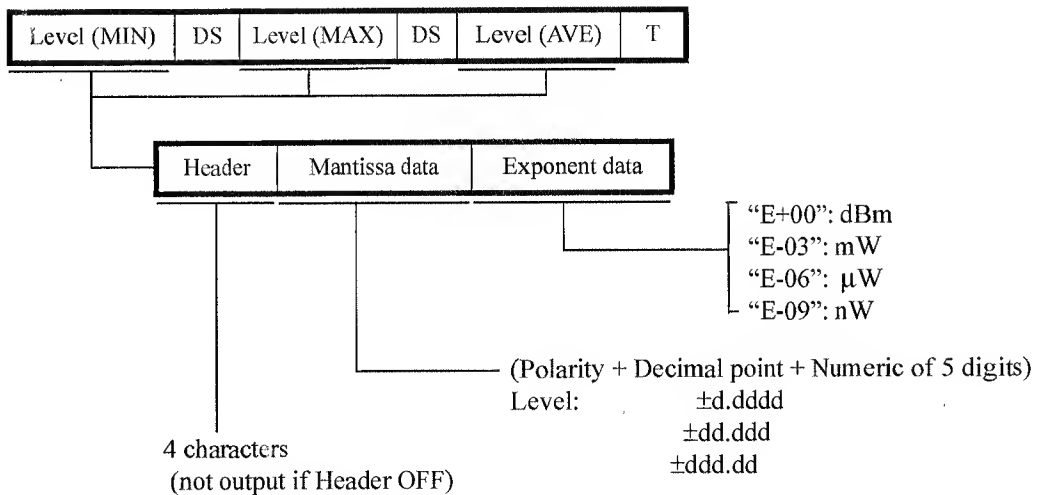 Level (MIN) DS Level (MAX) DS Level (AVE) T
Header Mantissa data Exponent data
“E+00”: dBm
“E-03”: mW
“E-06”: μW
“E-09”: nW
(Polarity + Decimal point + Numeric of 5 digits)
Level: ±d.dddd
±dd.ddd
±ddd.dd
4 characters
(not output if Header OFF)